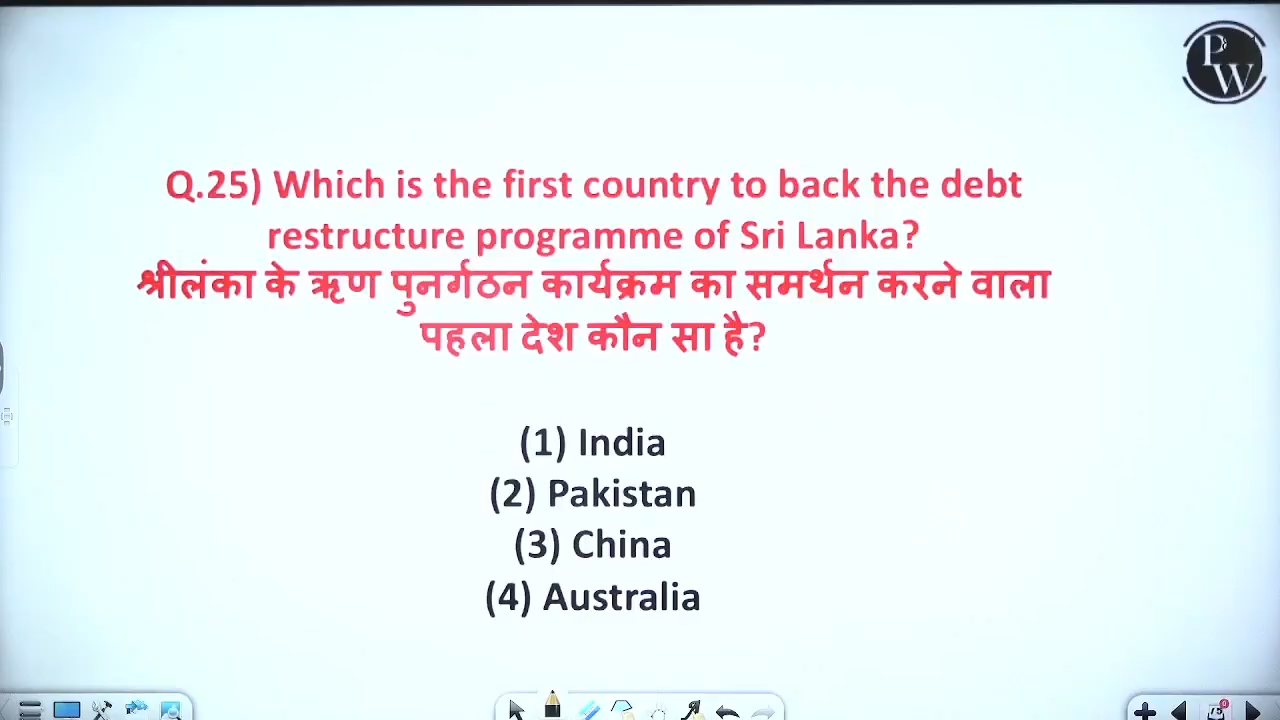 PW
Q.25) Which is the first country to back the debt
restructure programme of Sri Lanka?
श्रीलंका के ऋण पुनर्गठन कार्यक्रम का समर्थन करने वाला
पहला देश कौन सा है?
(1) India
(2) Pakistan
(3) China
(4) Australia